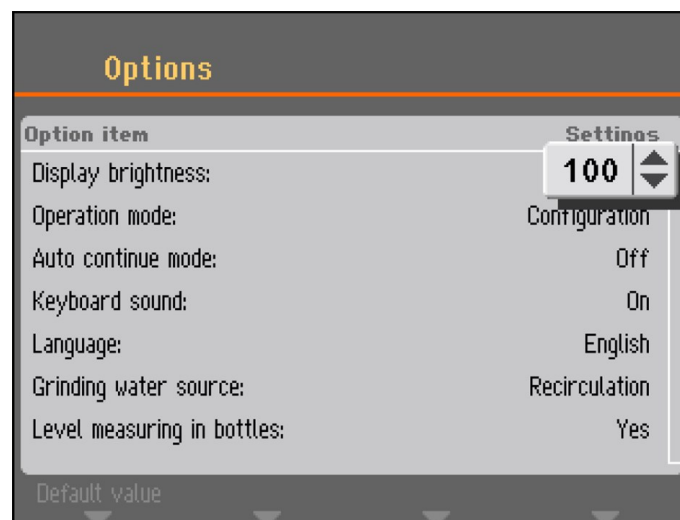 Options
Option item Settings
Display brightness: 100
Operation mode: Configuration
Auto continue mode: Off
Keyboard sound: On
Language: English
Grinding water source: Recirculation
Level measuring in bottles: Yes
Default value